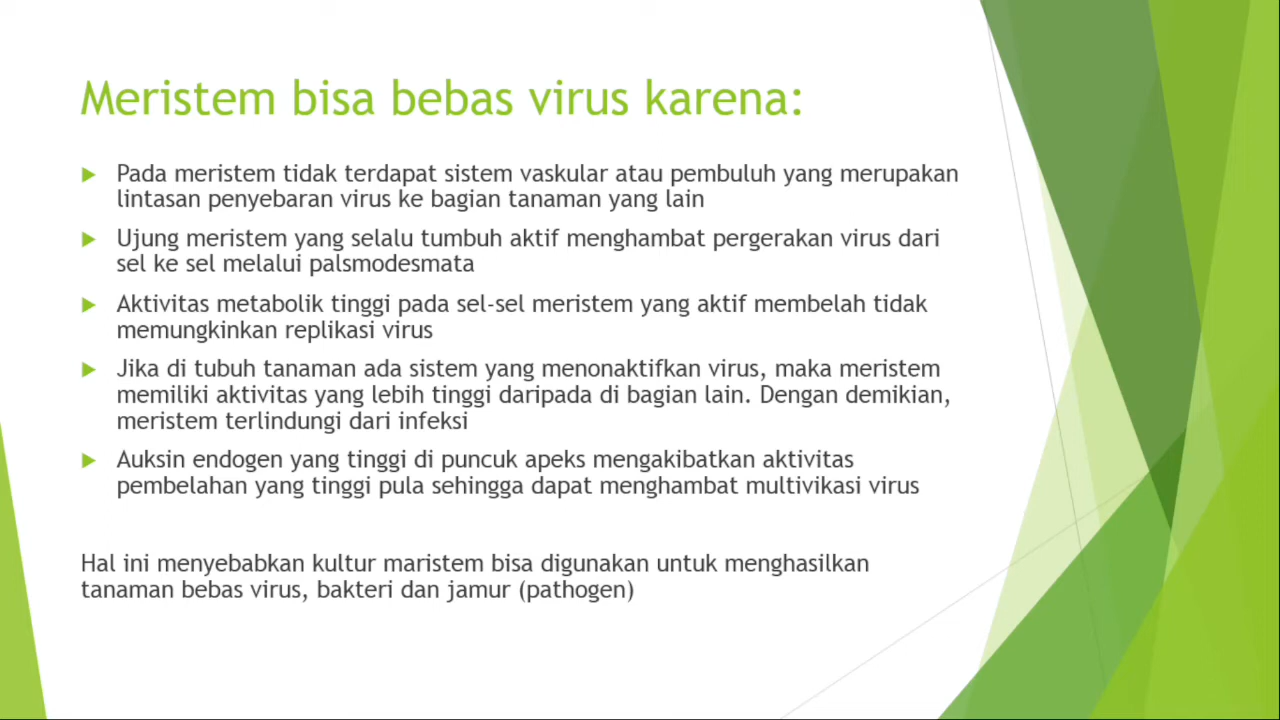 Meristem bisa bebas virus karena:
Pada meristem tidak terdapat sistem vaskular atau pembuluh yang merupakan
lintasan penyebaran virus ke bagian tanaman yang lain
Ujung meristem yang selalu tumbuh aktif menghambat pergerakan virus dari
sel ke sel melalui palsmodesmata
Aktivitas metabolik tinggi pada sel-sel meristem yang aktif membelah tidak
memungkinkan replikasi virus
Jika di tubuh tanaman ada sistem yang menonaktifkan virus, maka meristem
memiliki aktivitas yang lebih tinggi daripada di bagian lain. Dengan demikian,
meristem terlindungi dari infeksi
Auksin endogen yang tinggi di puncuk apeks mengakibatkan aktivitas
pembelahan yang tinggi pula sehingga dapat menghambat multivikasi virus
Hal ini menyebabkan kultur maristem bisa digunakan untuk menghasilkan
tanaman bebas virus, bakteri dan jamur (pathogen)